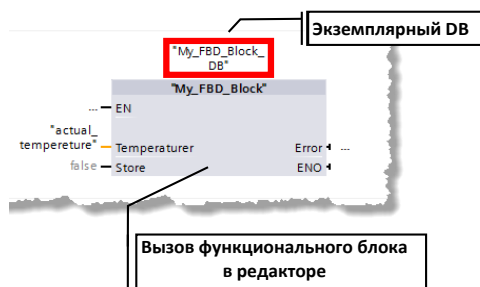 Экземплярный DB
"My_FBD_Block_
DB"
"My_FBD_Block"
... EN
"actual_
tempereture" Temperaturer Error ...
false Store ENO
Вызов функционального блока
в редакторе